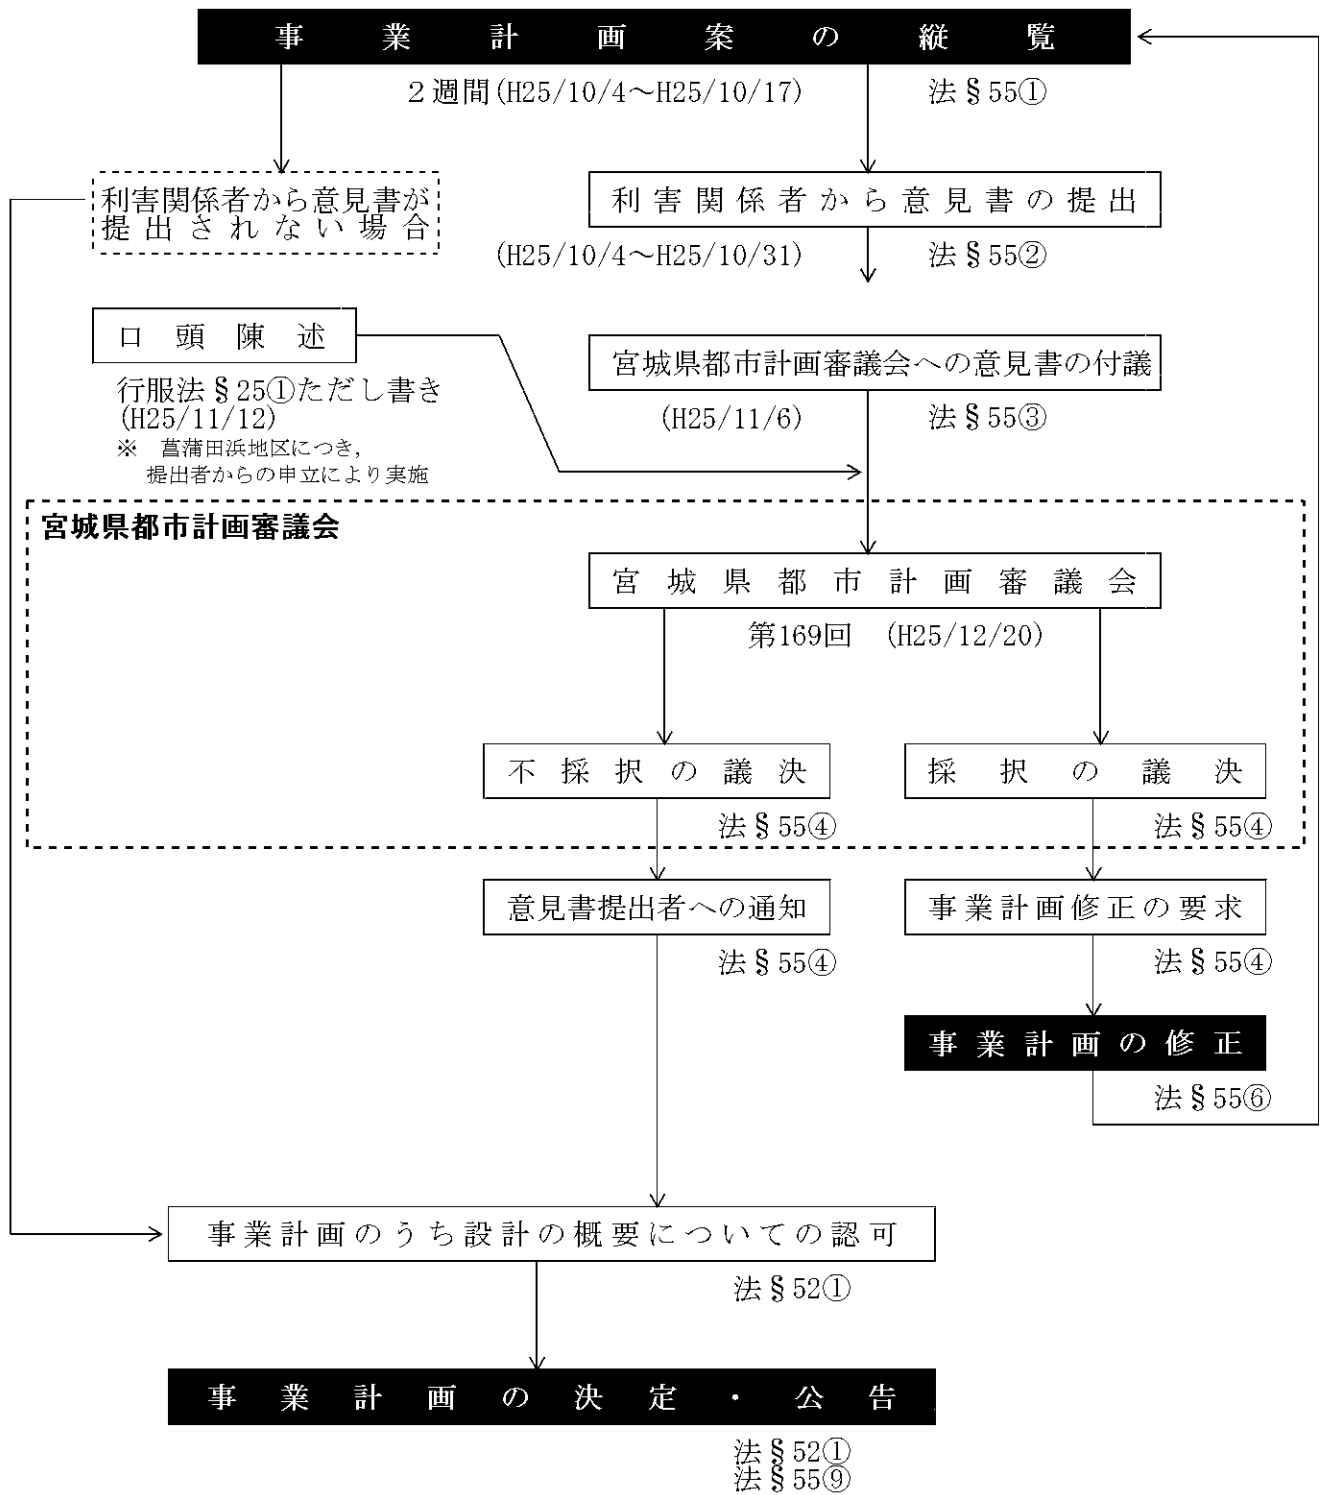 事業計画案の縦覧
２週間(H25/10/4～H25/10/17)
法§55①
利害関係者から意見書が
提出されない場合
利害関係者から意見書の提出
(H25/10/4～H25/10/31)
法§55②
口頭陳述
行服法§25①ただし書き
(H25/11/12)
※　菖蒲田浜地区につき，
提出者からの申立により実施
宮城県都市計画審議会への意見書の付議
(H25/11/6)
法§55③
宮城県都市計画審議会
宮城県都市計画審議会
第169回　(H25/12/20)
不採択の議決
採択の議決
法§55④
法§55④
意見書提出者への通知
事業計画修正の要求
法§55④
法§55④
事業計画の修正
法§55⑥
事業計画のうち設計の概要についての認可
法§52①
事業計画の決定・公告
法§52①
法§55⑨